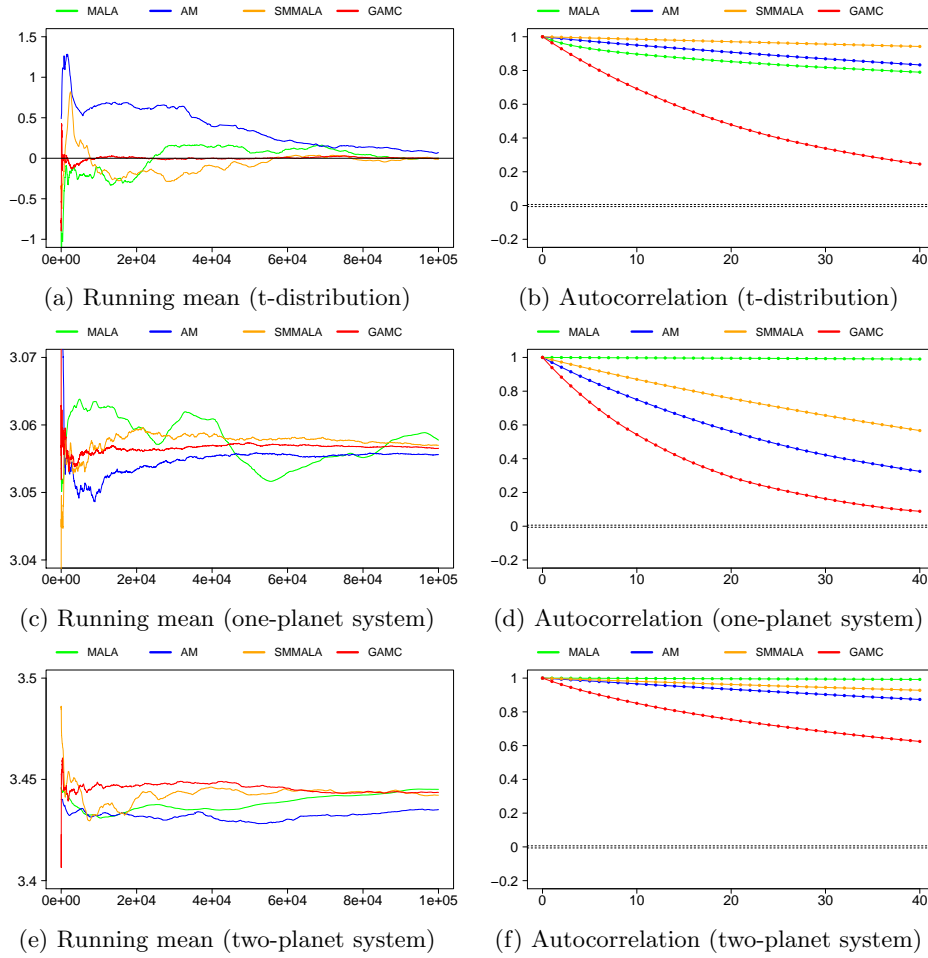 MALA AM SMMALA GAMC
1.5
1
0.5
0
−0.5
−1
0e+00 2e+04 4e+04 6e+04 8e+04 1e+05
(a) Running mean (t-distribution)
MALA AM SMMALA GAMC
1
0.8
0.6
0.4
0.2
0
−0.2
0 10 20 30 40
(b) Autocorrelation (t-distribution)
MALA AM SMMALA GAMC
3.07
3.06
3.05
3.04
0e+00 2e+04 4e+04 6e+04 8e+04 1e+05
(c) Running mean (one-planet system)
MALA AM SMMALA GAMC
1
0.8
0.6
0.4
0.2
0
−0.2
0 10 20 30 40
(d) Autocorrelation (one-planet system)
MALA AM SMMALA GAMC
3.5
3.45
3.4
0e+00 2e+04 4e+04 6e+04 8e+04 1e+05
(e) Running mean (two-planet system)
MALA AM SMMALA GAMC
1
0.8
0.6
0.4
0.2
0
−0.2
0 10 20 30 40
(f) Autocorrelation (two-planet system)